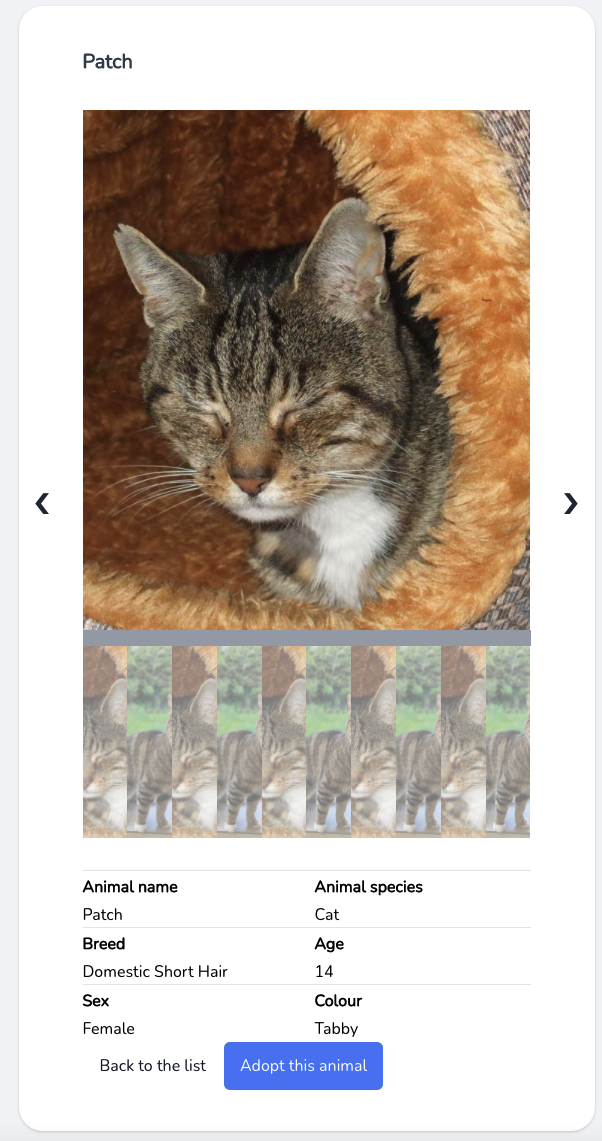 Patch
❮ ❯
Animal name Animal species
Patch Cat
Breed Age
Domestic Short Hair 14
Sex Colour
Female Tabby
Back to the list Adopt this animal